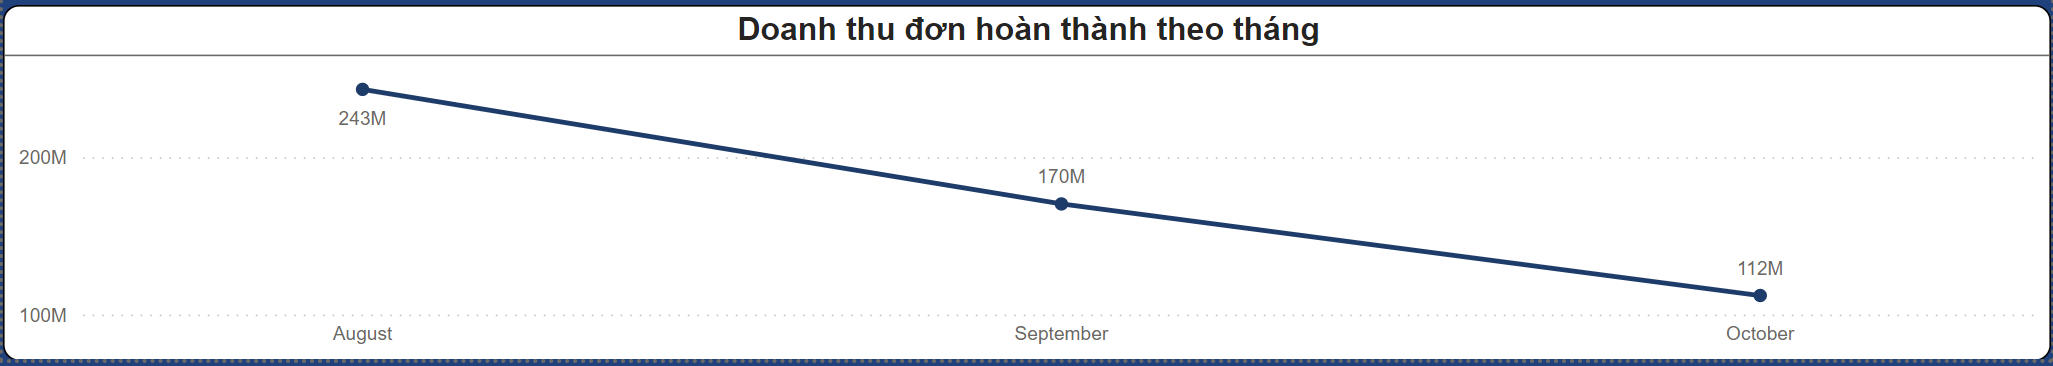 Doanh thu đơn hoàn thành theo tháng
243M
200M
170M
112M
100M
August
September
October